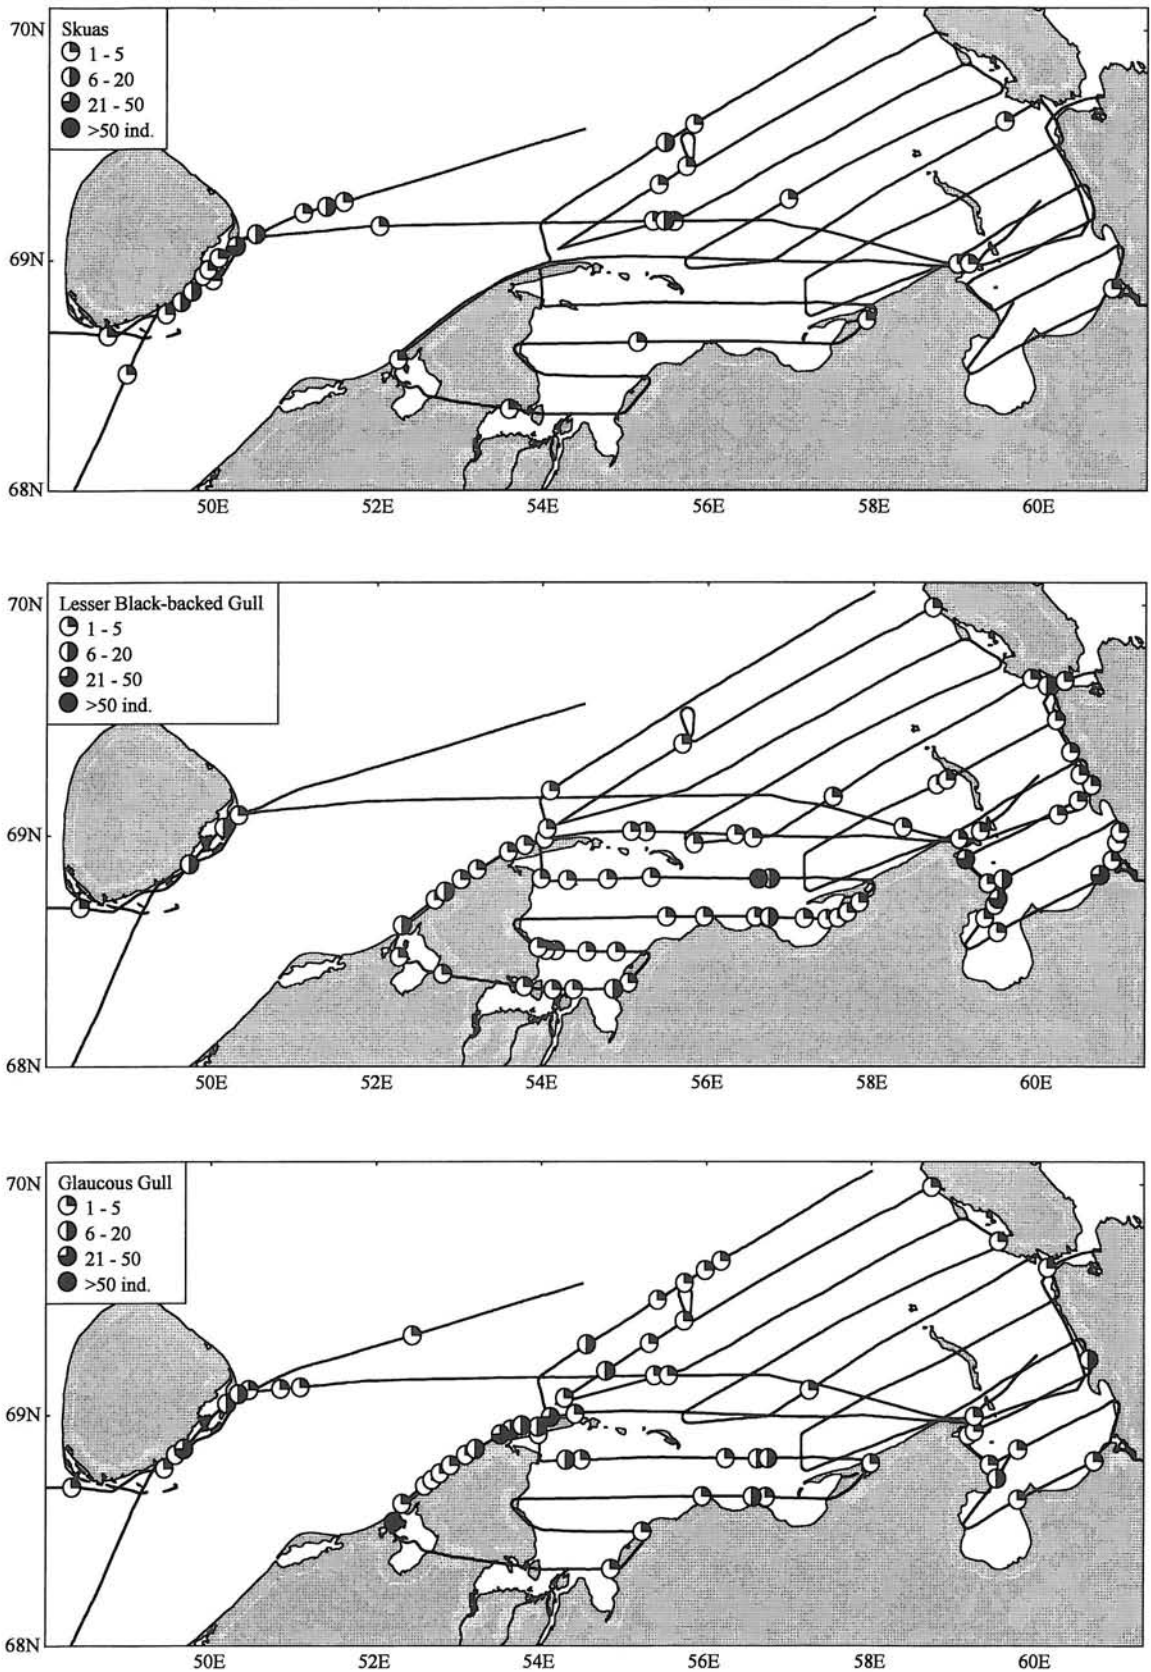 70N
Skuas
1 - 5
6 - 20
21 - 50
>50 ind.
69N
68N
50E 52E 54E 56E 58E 60E
70N
Lesser Black-backed Gull
1 - 5
6 - 20
21 - 50
>50 ind.
69N
68N
50E 52E 54E 56E 58E 60E
70N
Glaucous Gull
1 - 5
6 - 20
21 - 50
>50 ind.
69N
68N
50E 52E 54E 56E 58E 60E